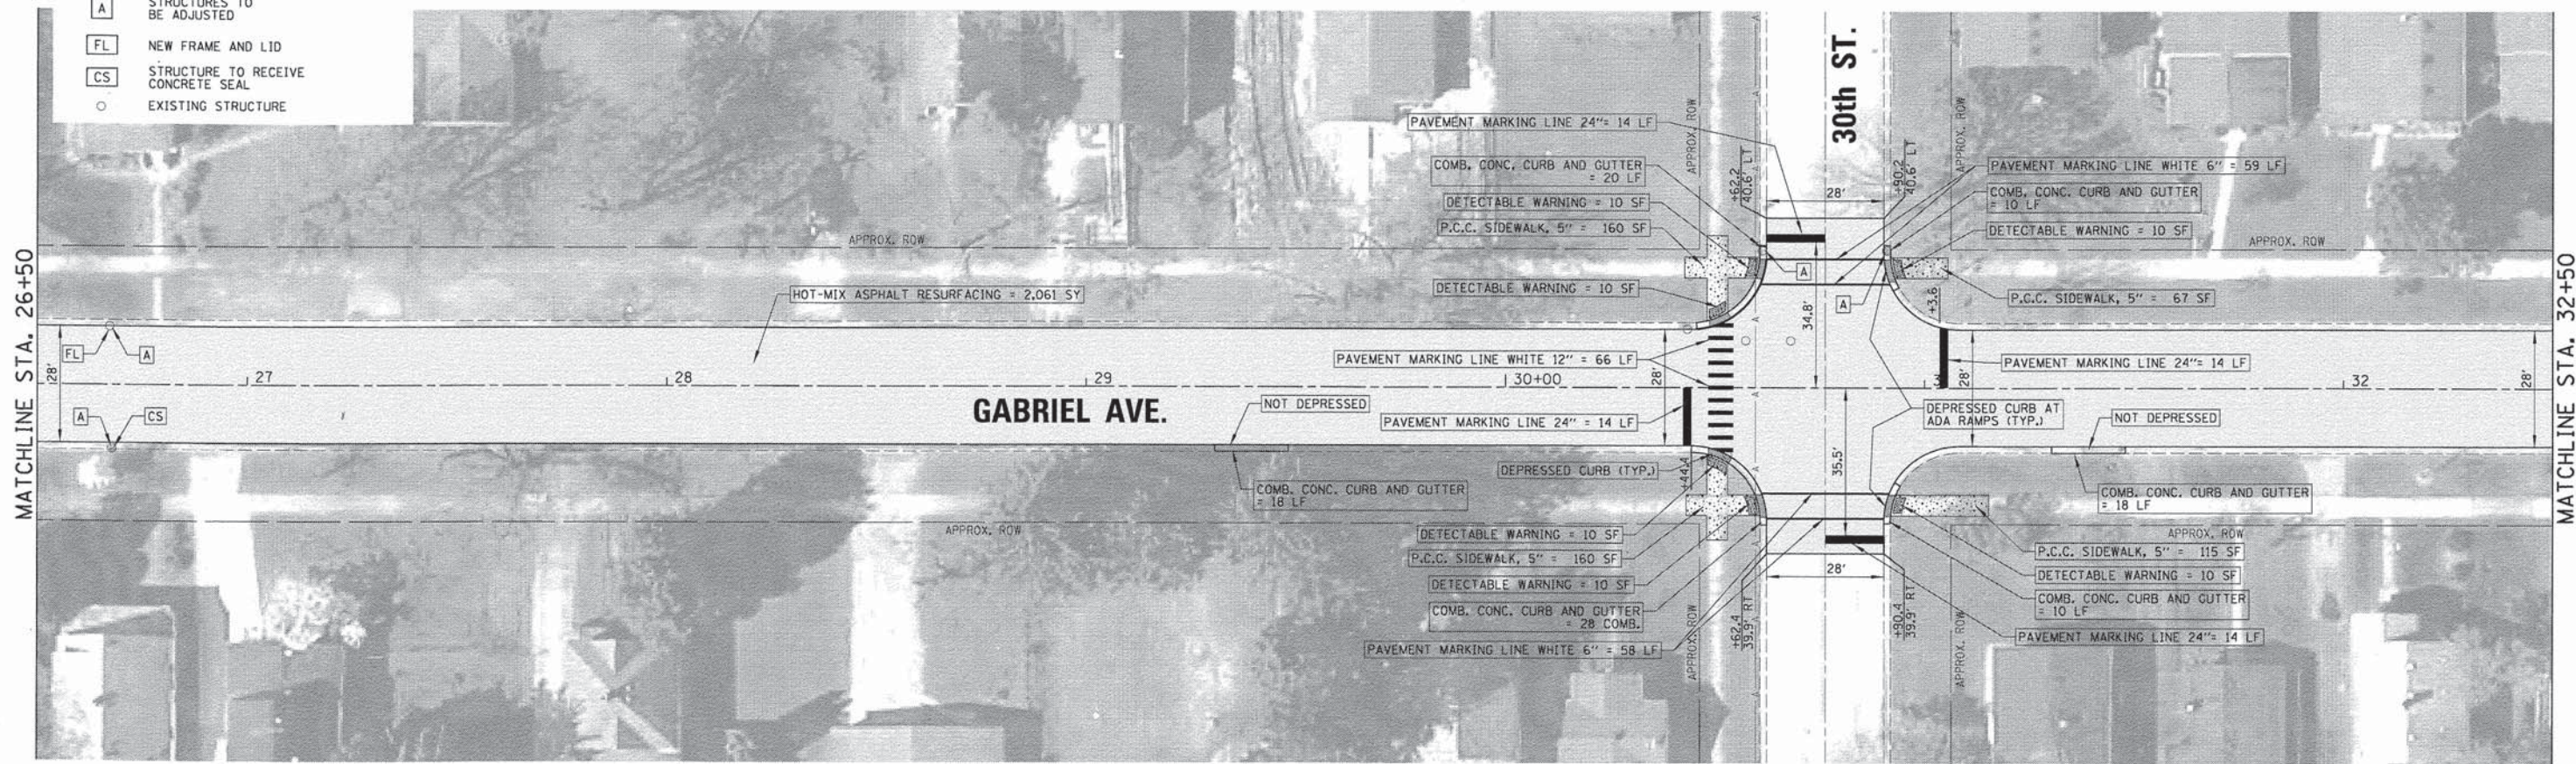 A STRUCTURES TO
BE ADJUSTED
FL NEW FRAME AND LID
CS STRUCTURE TO RECEIVE
CONCRETE SEAL
EXISTING STRUCTURE
MATCHLINE STA. 26+50
MATCHLINE STA. 32+50
30th ST.
GABRIEL AVE.
APPROX. ROW
APPROX. ROW
PAVEMENT MARKING LINE 24"= 14 LF
COMB. CONC. CURB AND GUTTER
= 20 LF
DETECTABLE WARNING = 10 SF
P.C.C. SIDEWALK, 5" = 160 SF
DETECTABLE WARNING = 10 SF
+62.2
40.6' LT
28'
+90.2
40.6' LT
PAVEMENT MARKING LINE WHITE 6" = 59 LF
COMB. CONC. CURB AND GUTTER
= 10 LF
DETECTABLE WARNING = 10 SF
P.C.C. SIDEWALK, 5" = 67 SF
APPROX. ROW
APPROX. ROW
HOT-MIX ASPHALT RESURFACING = 2,061 SY
A
A
34.8'
+3.6
FL
A
28'
A
CS
27
28
29
30+00
32
PAVEMENT MARKING LINE WHITE 12" = 66 LF
28'
PAVEMENT MARKING LINE 24" = 14 LF
28'
PAVEMENT MARKING LINE 24"= 14 LF
28'
NOT DEPRESSED
DEPRESSED CURB AT
ADA RAMPS (TYP.)
NOT DEPRESSED
35.5'
DEPRESSED CURB (TYP.)
+44.4
COMB. CONC. CURB AND GUTTER
= 18 LF
COMB. CONC. CURB AND GUTTER
= 18 LF
APPROX. ROW
APPROX. ROW
DETECTABLE WARNING = 10 SF
P.C.C. SIDEWALK, 5" = 160 SF
DETECTABLE WARNING = 10 SF
COMB. CONC. CURB AND GUTTER
= 28 COMB.
PAVEMENT MARKING LINE WHITE 6" = 58 LF
APPROX. ROW
+62.4
39.9' RT
28'
+90.4
39.9' RT
APPROX. ROW
P.C.C. SIDEWALK, 5" = 115 SF
DETECTABLE WARNING = 10 SF
COMB. CONC. CURB AND GUTTER
= 10 LF
PAVEMENT MARKING LINE 24"= 14 LF